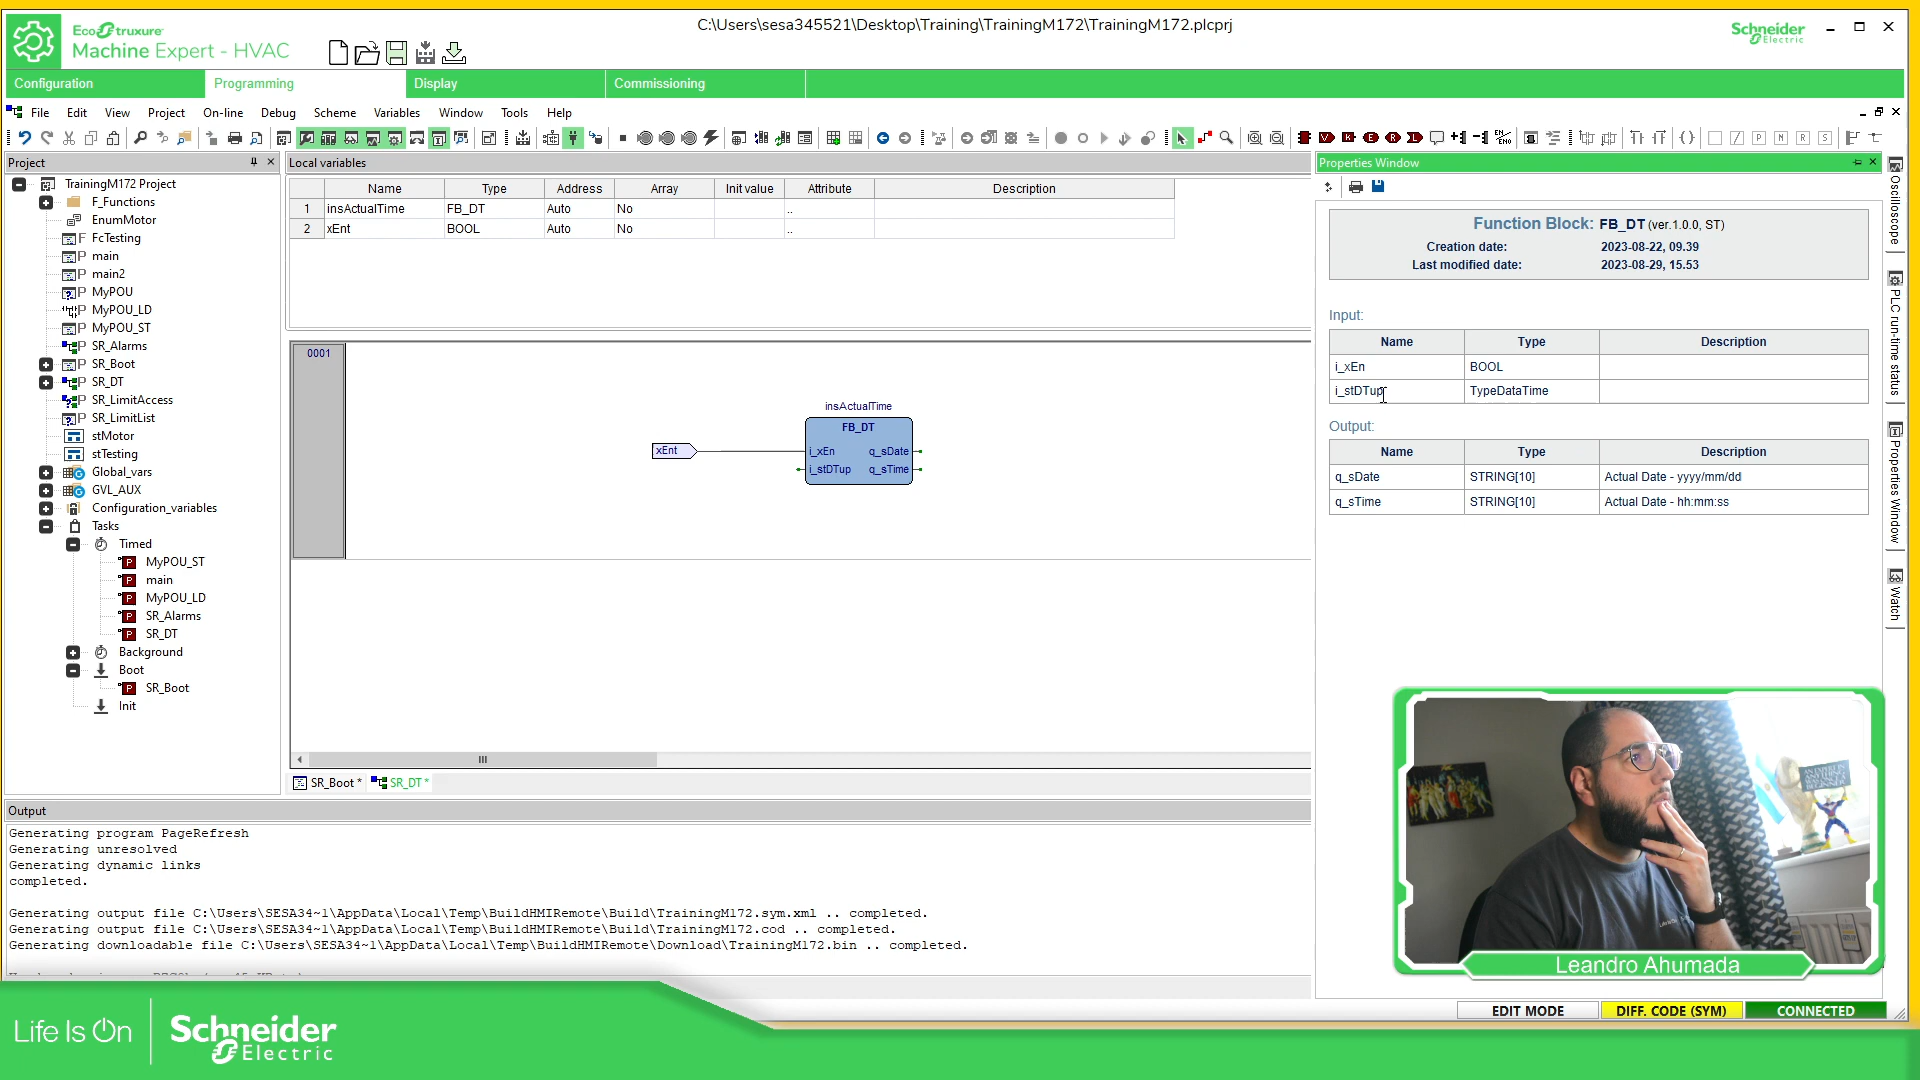 EcoStruxure
Machine Expert - HVAC
C:\Users\sesa345521\Desktop\Training\TrainingM172\TrainingM172.plcprj
Schneider
Electric
Configuration
Programming
Display
Commissioning
File Edit View Project On-line Debug Scheme Variables Window Tools Help
Project
TrainingM172 Project
F_Functions
EnumMotor
F FcTesting
P main
P main2
P MyPOU
P MyPOU_LD
P MyPOU_ST
P SR_Alarms
P SR_Boot
P SR_DT
P SR_LimitAccess
P SR_LimitList
stMotor
stTesting
Global_vars
GVL_AUX
Configuration_variables
Tasks
Timed
P MyPOU_ST
P main
P MyPOU_LD
P SR_Alarms
P SR_DT
Background
Boot
P SR_Boot
Init
Local variables
Name Type Address Array Init value Attribute Description
1 insActualTime FB_DT Auto No ..
2 xEnt BOOL Auto No ..
0001
insActualTime
FB_DT
xEnt
i_xEn q_sDate
i_stDTup q_sTime
SR_Boot *
SR_DT *
Properties Window
Function Block: FB_DT (ver.1.0.0, ST)
Creation date: 2023-08-22, 09.39
Last modified date: 2023-08-29, 15.53
Input:
Name Type Description
i_xEn BOOL
i_stDTup TypeDataTime
Output:
Name Type Description
q_sDate STRING[10] Actual Date - yyyy/mm/dd
q_sTime STRING[10] Actual Date - hh:mm:ss
Oscilloscope
PLC run-time status
Properties Window
Watch
Output
Generating program PageRefresh
Generating unresolved
Generating dynamic links
completed.
Generating output file C:\Users\SESA34~1\AppData\Local\Temp\BuildHMIRemote\Build\TrainingM172.sym.xml .. completed.
Generating output file C:\Users\SESA34~1\AppData\Local\Temp\BuildHMIRemote\Build\TrainingM172.cod .. completed.
Generating downloadable file C:\Users\SESA34~1\AppData\Local\Temp\BuildHMIRemote\Download\TrainingM172.bin .. completed.
Leandro Ahumada
EDIT MODE
DIFF. CODE (SYM)
CONNECTED
Life Is On
Schneider
Electric